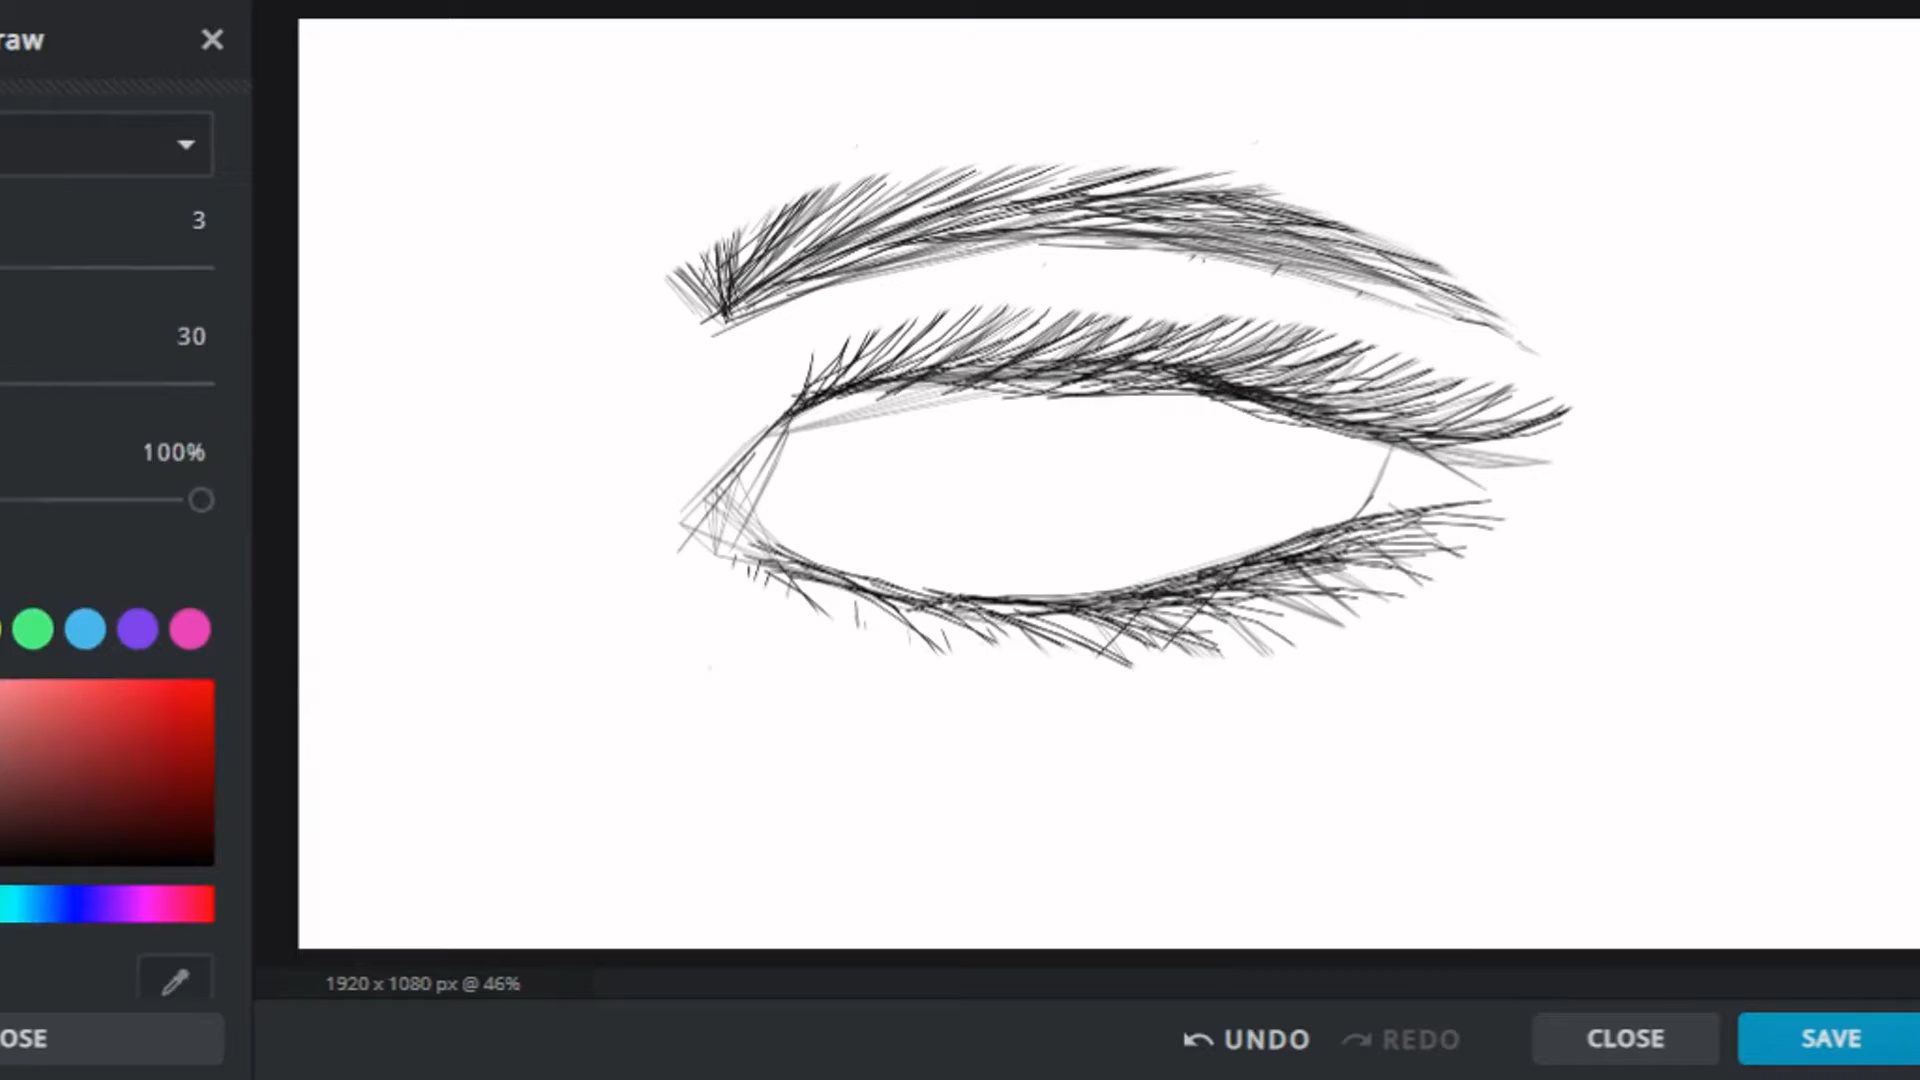 raw
3
30
100%
OSE
1920 x 1080 px @ 46%
UNDO
REDO
CLOSE
SAVE